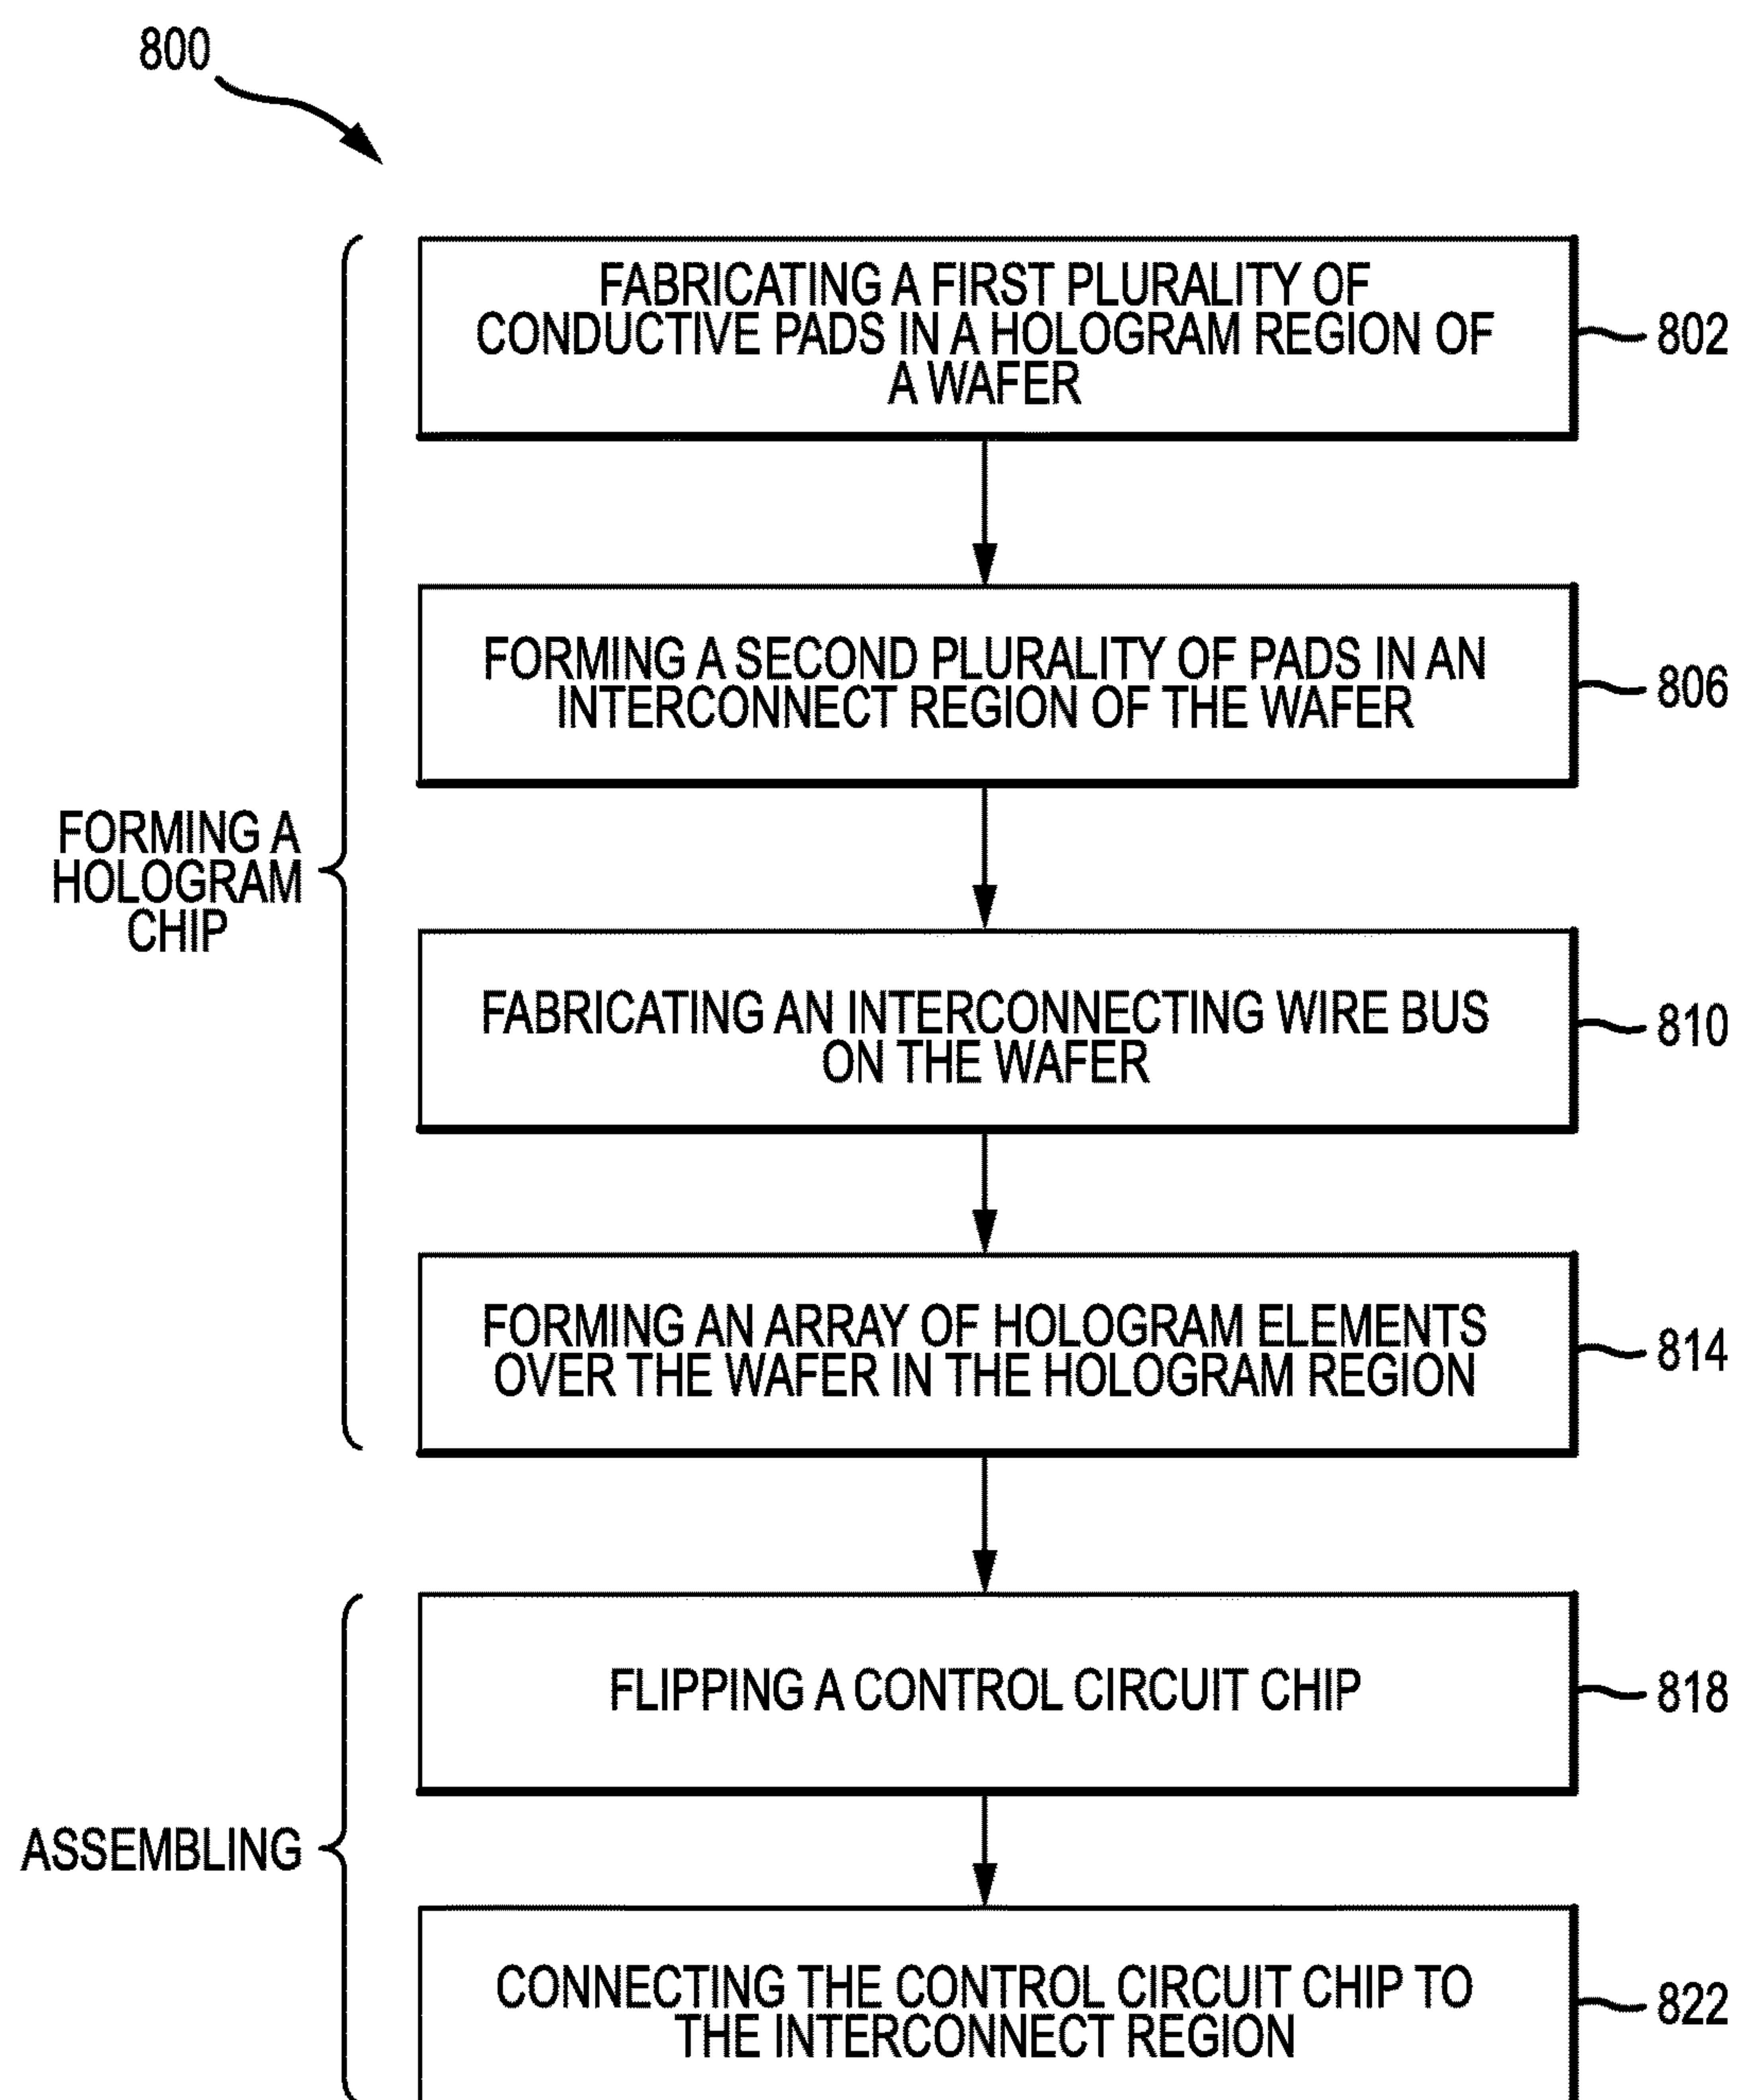 800
FABRICATING A FIRST PLURALITY OF
CONDUCTIVE PADS IN A HOLOGRAM REGION OF
A WAFER
802
FORMING A SECOND PLURALITY OF PADS IN AN
INTERCONNECT REGION OF THE WAFER
806
FORMING A
HOLOGRAM
CHIP
FABRICATING AN INTERCONNECTING WIRE BUS
ON THE WAFER
810
FORMING AN ARRAY OF HOLOGRAM ELEMENTS
OVER THE WAFER IN THE HOLOGRAM REGION
814
FLIPPING A CONTROL CIRCUIT CHIP
818
ASSEMBLING
CONNECTING THE CONTROL CIRCUIT CHIP TO
THE INTERCONNECT REGION
822